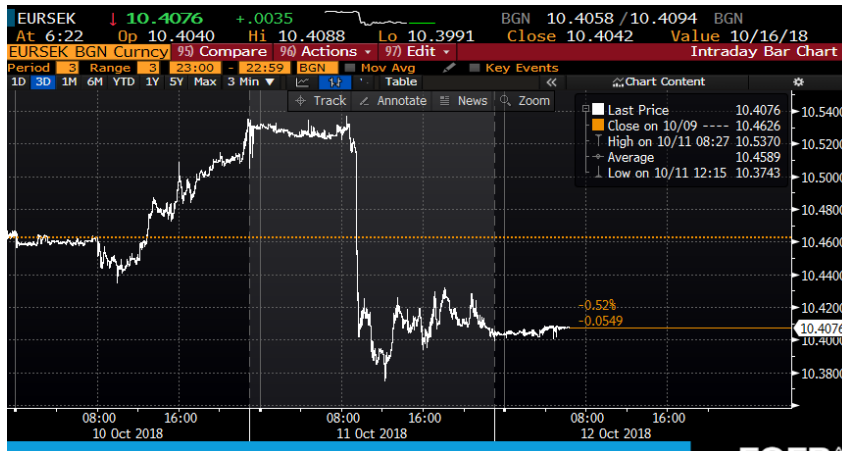 EURSEK ↓ 10.4076 +.0035 BGN 10.4058 / 10.4094 BGN
At 6:22 Op 10.4040 Hi 10.4088 Lo 10.3991 Close 10.4042 Value 10/16/18
EURSEK BGN Curncy 95) Compare 96) Actions 97) Edit Intraday Bar Chart
Period 3 Range 3 23:00 - 22:59 BGN Mov Avg Key Events
1D 3D 1M 6M YTD 1Y 5Y Max 3 Min ▼ Table « Chart Content
Track Annotate News Zoom
Last Price 10.4076
Close on 10/09 ---- 10.4626
High on 10/11 08:27 10.5370
Average 10.4589
Low on 10/11 12:15 10.3743
10.5400
10.5200
10.5000
10.4800
10.4600
10.4400
10.4200
-0.52%
-0.0549
10.4076
10.4000
10.3800
08:00 16:00 08:00 16:00 08:00 16:00
10 Oct 2018 11 Oct 2018 12 Oct 2018